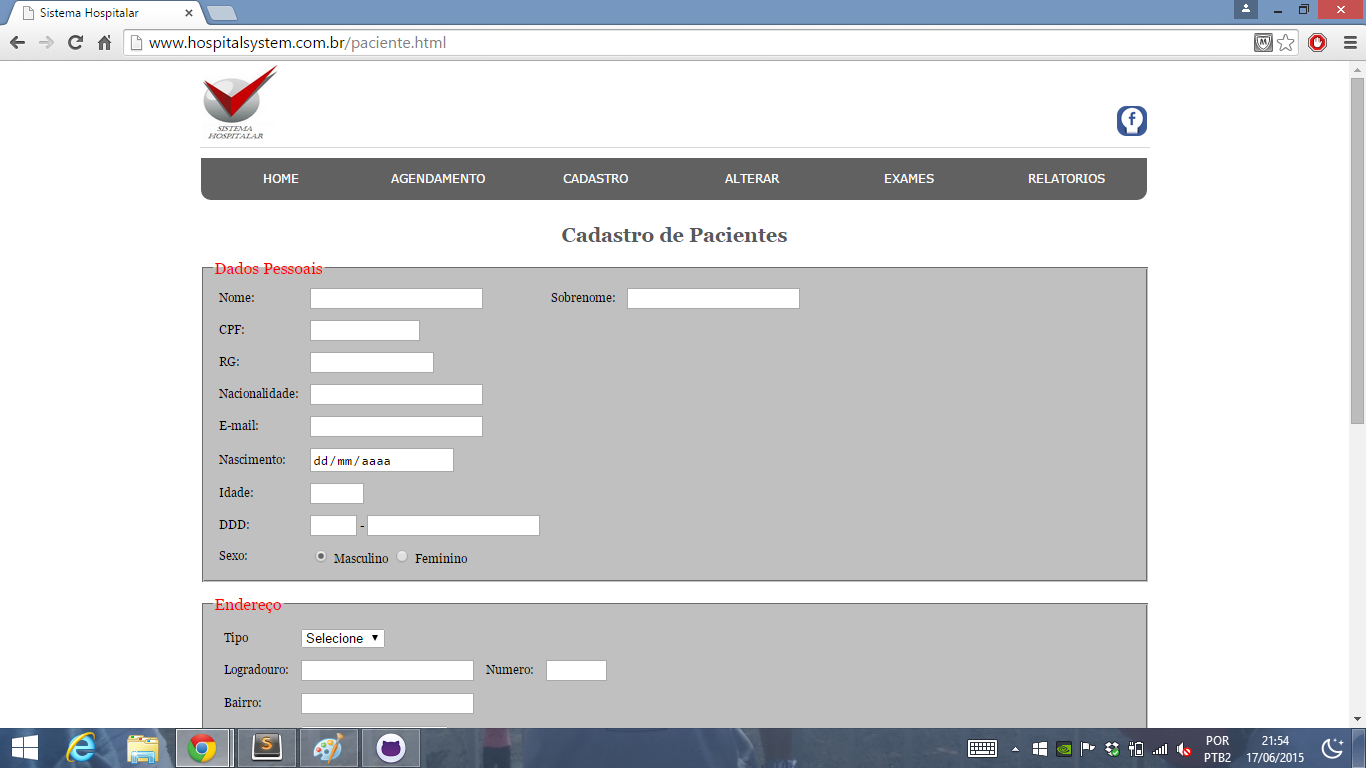 Sistema Hospitalar
www.hospitalsystem.com.br/paciente.html
SISTEMA
HOSPITALAR
HOME AGENDAMENTO CADASTRO ALTERAR EXAMES RELATORIOS
Cadastro de Pacientes
Dados Pessoais
Nome: Sobrenome:
CPF:
RG:
Nacionalidade:
E-mail:
Nascimento: dd/mm/aaaa
Idade:
DDD: -
Sexo: Masculino Feminino
Endereço
Tipo Selecione
Logradouro: Numero:
Bairro:
POR 21:54
PTB2 17/06/2015